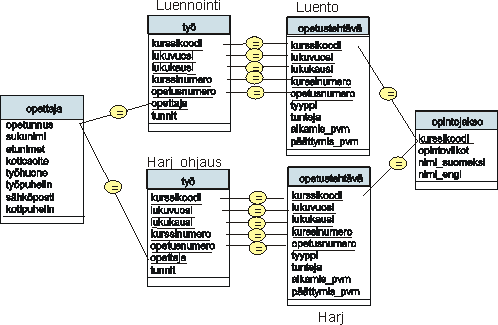 Luennointi
työ
kurssikoodi
lukuvuosi
lukukausi
kurssinumero
opetusnumero
opettaja
tunnit
=
=
=
=
=
Luento
opetustehtävä
kurssikoodi
lukuvuosi
lukukausi
kurssinumero
opetusnumero
tyyppi
tunteja
alkamis_pvm
päättymis_pvm
opettaja
opetunnus
sukunimi
etunimet
kotiosoite
työhuone
työpuhelin
sähköposti
kotipuhelin
=
=
=
=
opintojakso
kurssikoodi
opintoviikot
nimi_suomeksi
nimi_engl
Harj ohjaus
työ
kurssikoodi
lukuvuosi
lukukausi
kurssinumero
opetusnumero
opettaja
tunnit
=
=
=
=
=
opetustehtävä
kurssikoodi
lukuvuosi
lukukausi
kurssinumero
opetusnumero
tyyppi
tunteja
alkamis_pvm
päättymis_pvm
Harj